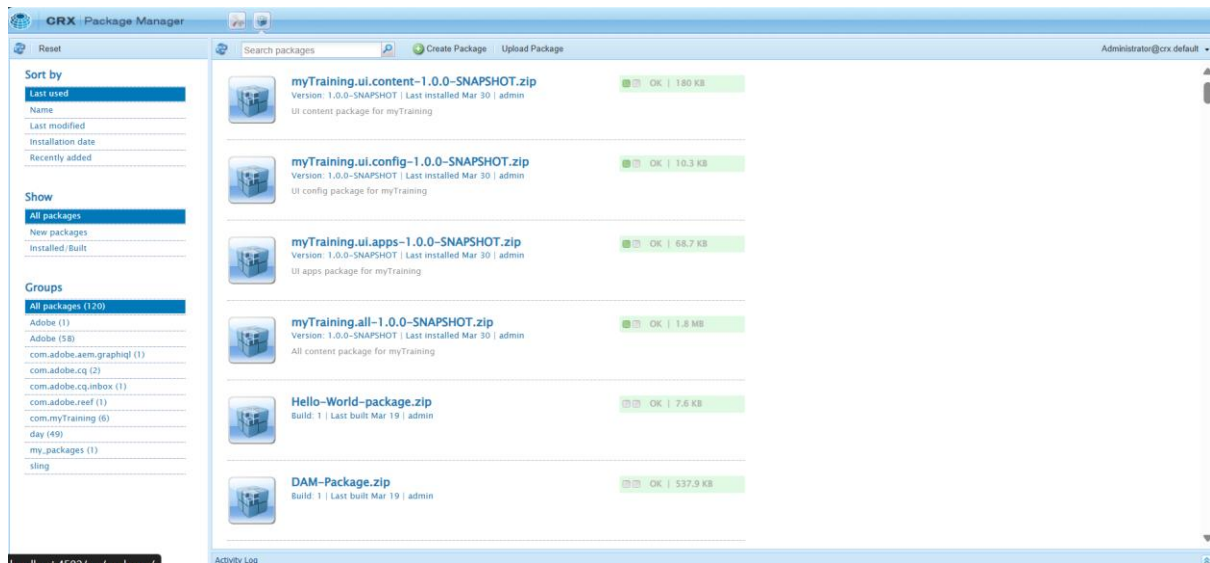 CRX Package Manager
Reset
Search packages
Create Package
Upload Package
Administrator@crx.default
Sort by
Last used
Name
Last modified
Installation date
Recently added
Show
All packages
New packages
Installed/Built
Groups
All packages (120)
Adobe (1)
Adobe (58)
com.adobe.aem.graphiql (1)
com.adobe.cq (2)
com.adobe.cq.inbox (1)
com.adobe.reef (1)
com.myTraining (6)
day (49)
my_packages (1)
sling
myTraining.ui.content-1.0.0-SNAPSHOT.zip
Version: 1.0.0-SNAPSHOT | Last installed Mar 30 | admin
UI content package for myTraining
OK | 180 KB
myTraining.ui.config-1.0.0-SNAPSHOT.zip
Version: 1.0.0-SNAPSHOT | Last installed Mar 30 | admin
UI config package for myTraining
OK | 10.3 KB
myTraining.ui.apps-1.0.0-SNAPSHOT.zip
Version: 1.0.0-SNAPSHOT | Last installed Mar 30 | admin
UI apps package for myTraining
OK | 68.7 KB
myTraining.all-1.0.0-SNAPSHOT.zip
Version: 1.0.0-SNAPSHOT | Last installed Mar 30 | admin
All content package for myTraining
OK | 1.8 MB
Hello-World-package.zip
Build: 1 | Last built Mar 19 | admin
OK | 7.6 KB
DAM-Package.zip
Build: 1 | Last built Mar 19 | admin
OK | 537.9 KB
Activity Log